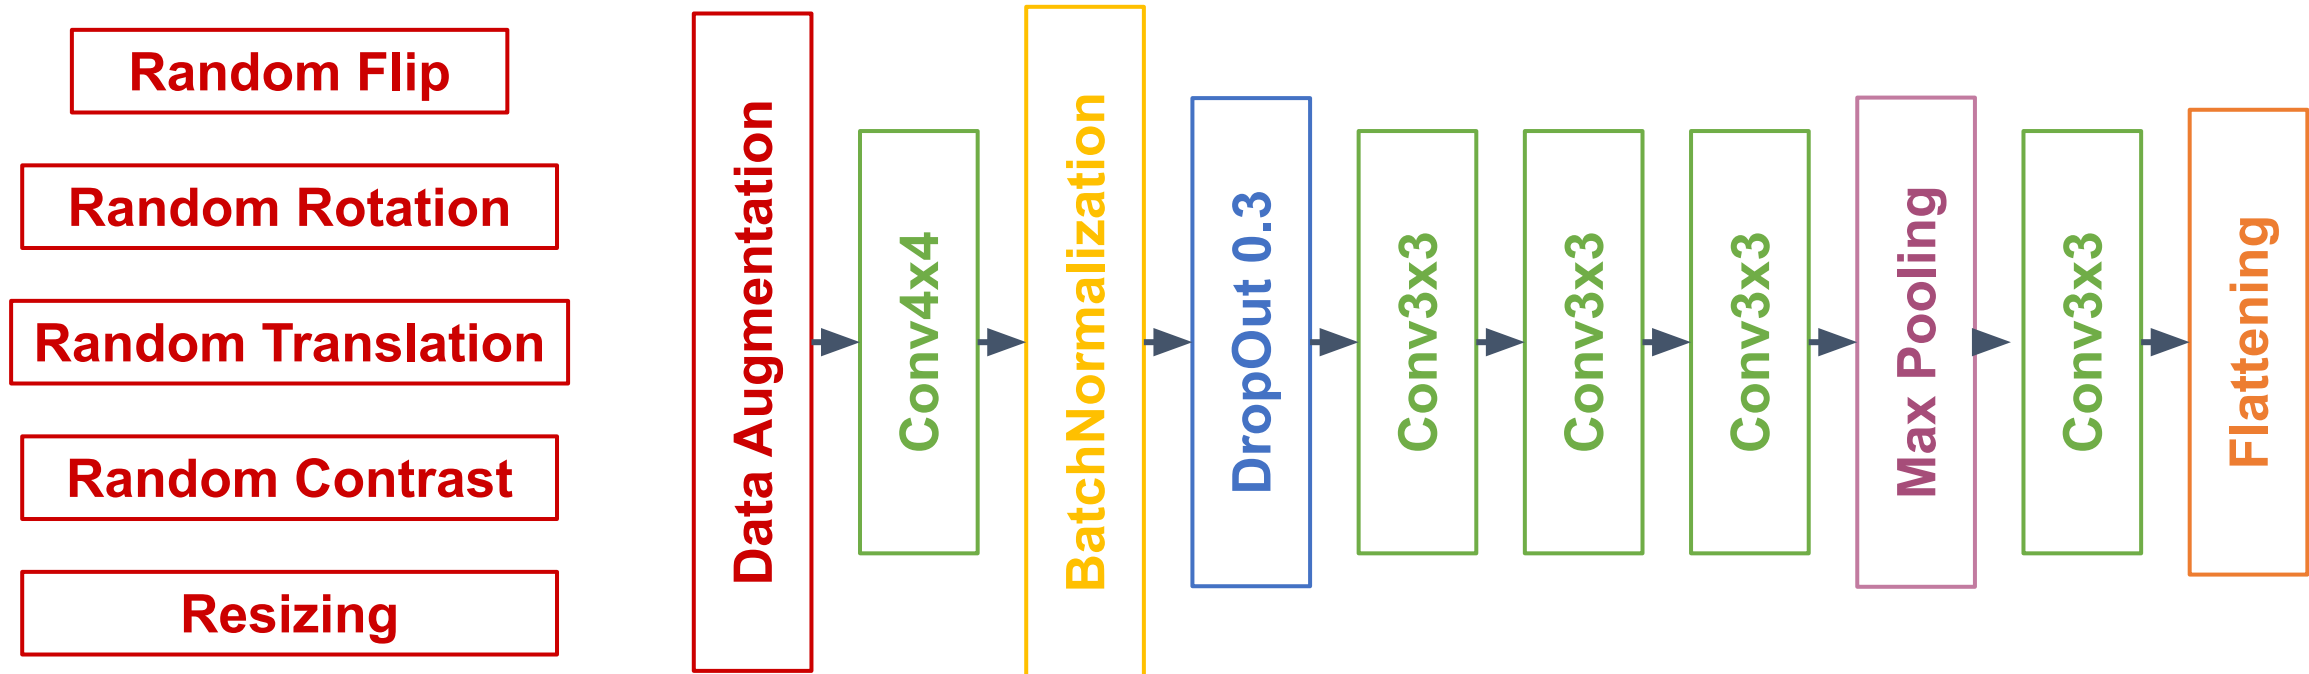 Random Flip
Random Rotation
Random Translation
Random Contrast
Resizing
Data Augmentation
Conv4x4
BatchNormalization
DropOut 0.3
Conv3x3
Conv3x3
Conv3x3
Max Pooling
Conv3x3
Flattening